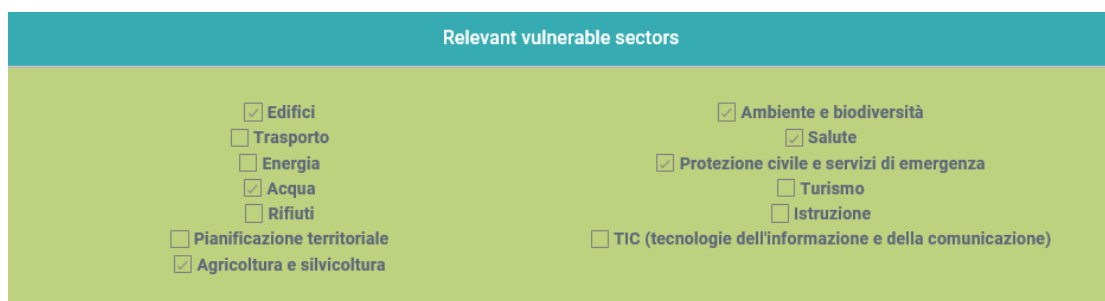 Relevant vulnerable sectors
Edifici
Trasporto
Energia
Acqua
Rifiuti
Pianificazione territoriale
Agricoltura e silvicoltura
Ambiente e biodiversità
Salute
Protezione civile e servizi di emergenza
Turismo
Istruzione
TIC (tecnologie dell'informazione e della comunicazione)